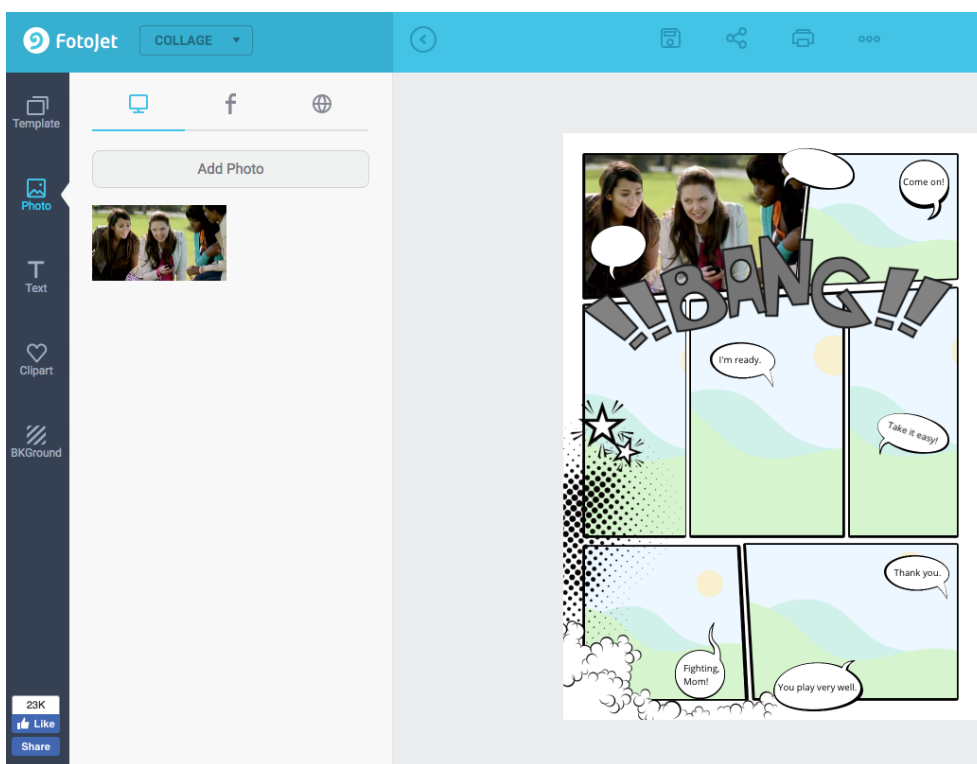 FotoJet
COLLAGE
Template
Photo
Text
Clipart
BKGround
23K
Like
Share
f
Add Photo
Come on!
!!BANG!!
I'm ready.
Take it easy!
Thank you.
Fighting,
Mom!
You play very well.